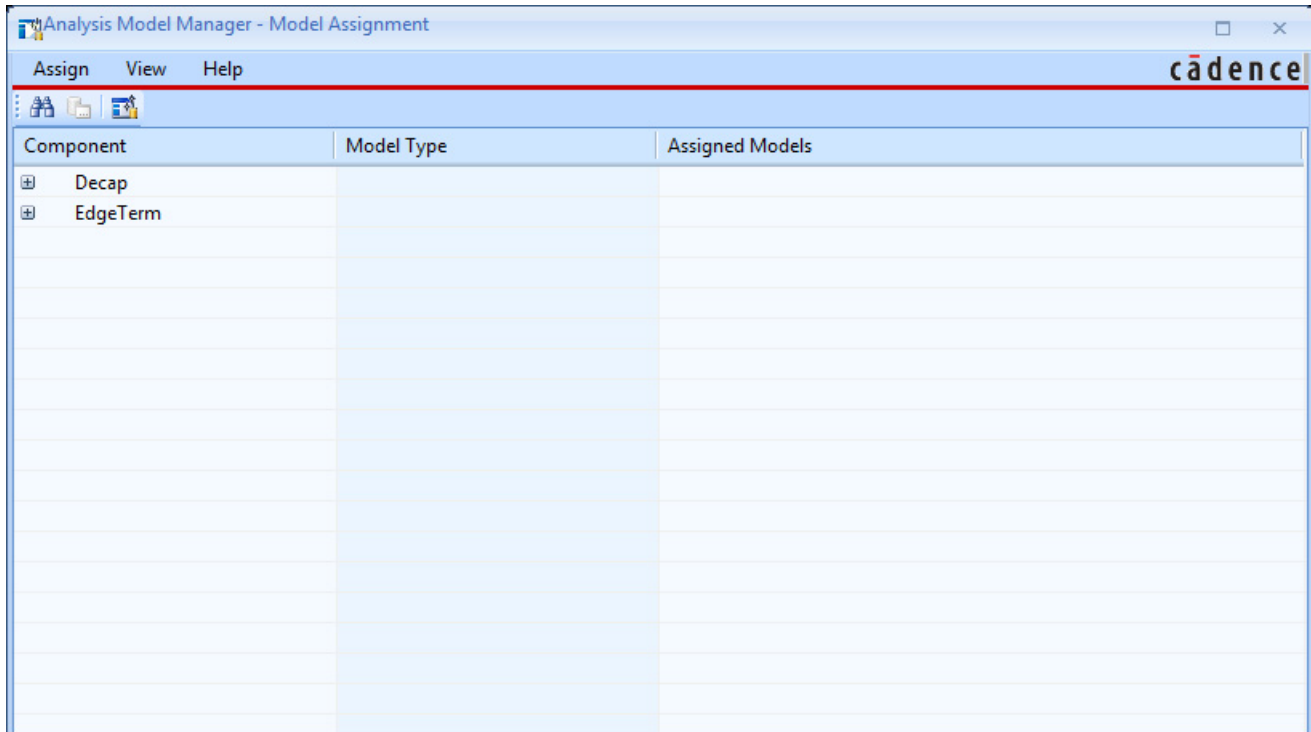 Analysis Model Manager - Model Assignment
Assign View Help cādence
Component Model Type Assigned Models
Decap
EdgeTerm